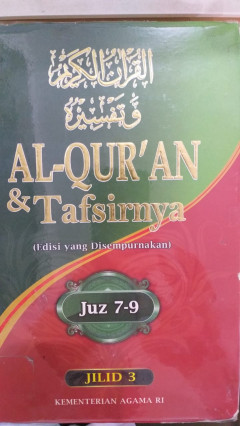 القرآن الكريم
وتفسيره
AL-QUR'AN
& Tafsirnya
(Edisi yang Disempurnakan)
Juz 7-9
JILID 3
KEMENTERIAN AGAMA RI